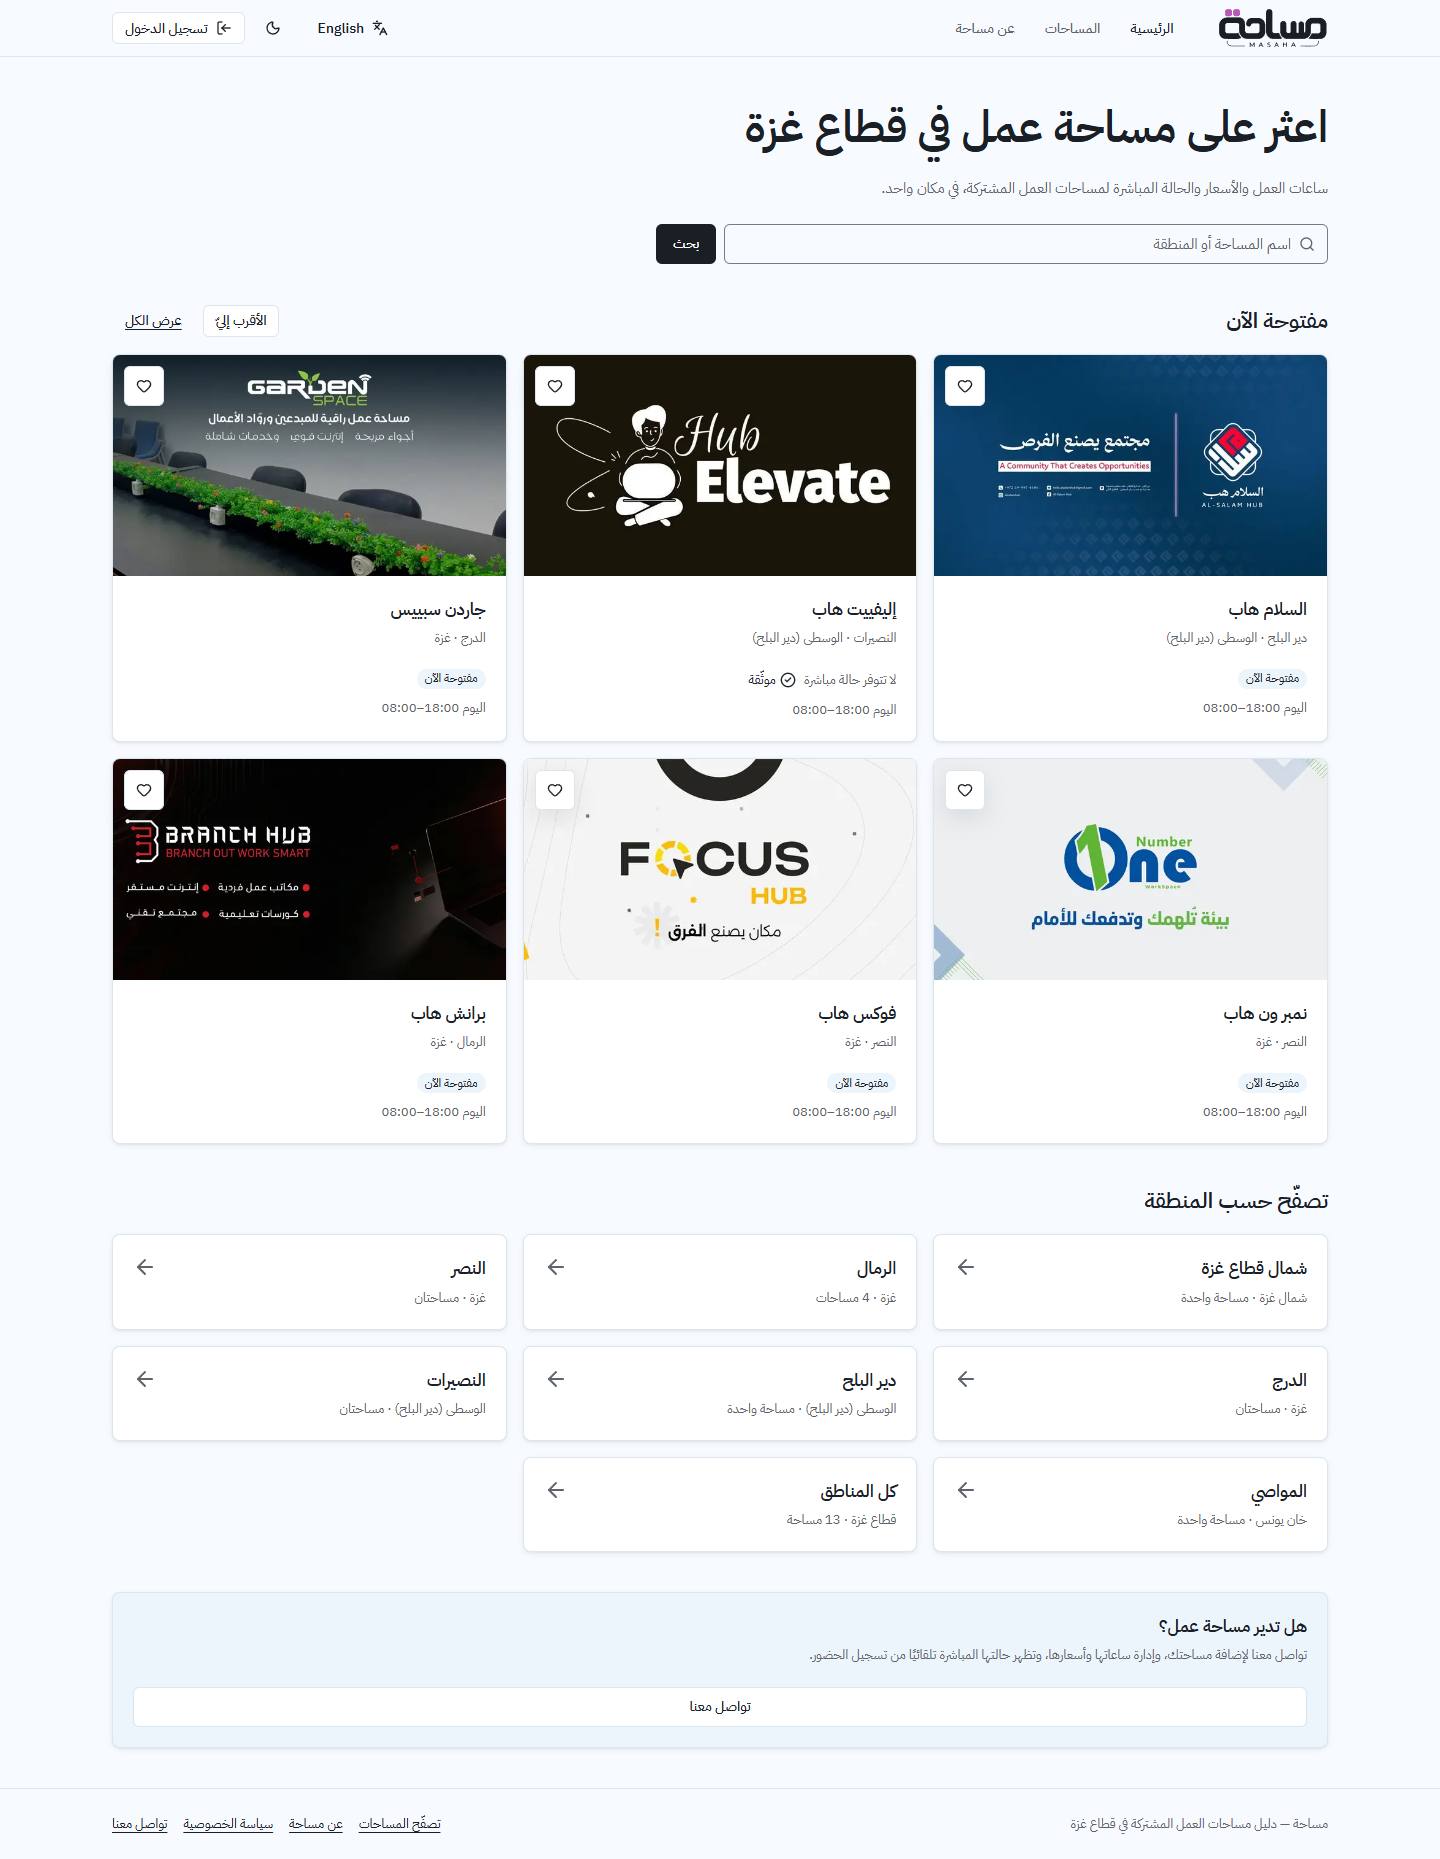 مساحة
MASAHA
الرئيسية
المساحات
عن مساحة
English
تسجيل الدخول
اعثر على مساحة عمل في قطاع غزة
ساعات العمل والأسعار والحالة المباشرة لمساحات العمل المشتركة، في مكان واحد.
اسم المساحة أو المنطقة
بحث
مفتوحة الآن
الأقرب إليّ
عرض الكل
مجتمع يصنع الفرص
A Community That Creates Opportunities
السلام هب
AL-SALAM HUB
السلام هاب
دير البلح · الوسطى (دير البلح)
مفتوحة الآن
اليوم 08:00–18:00
Hub
Elevate
إليفييت هاب
النصيرات · الوسطى (دير البلح)
لا تتوفر حالة مباشرة
موثّقة
اليوم 08:00–18:00
GARDEN
SPACE
مساحة عمل راقية للمبدعين وروّاد الأعمال
أجواء مريحة إنترنت قوي وخدمات شاملة
جاردن سبييس
الدرج · غزة
مفتوحة الآن
اليوم 08:00–18:00
Number
One
WorkSpace
بيئة تُلهمك وتدفعك للأمام
نمبر ون هاب
النصر · غزة
مفتوحة الآن
اليوم 08:00–18:00
FOCUS
HUB
مكان يصنع الفرق !
فوكس هاب
النصر · غزة
مفتوحة الآن
اليوم 08:00–18:00
BRANCH HUB
BRANCH OUT WORK SMART
مكاتب عمل فردية
إنترنت مستقر
كورسات تعليمية
مجتمع تقني
برانش هاب
الرمال · غزة
مفتوحة الآن
اليوم 08:00–18:00
تصفّح حسب المنطقة
شمال قطاع غزة
شمال غزة · مساحة واحدة
الرمال
غزة · 4 مساحات
النصر
غزة · مساحتان
الدرج
غزة · مساحتان
دير البلح
الوسطى (دير البلح) · مساحة واحدة
النصيرات
الوسطى (دير البلح) · مساحتان
المواصي
خان يونس · مساحة واحدة
كل المناطق
قطاع غزة · 13 مساحة
هل تدير مساحة عمل؟
تواصل معنا لإضافة مساحتك، وإدارة ساعاتها وأسعارها، وتظهر حالتها المباشرة تلقائيًا من تسجيل الحضور.
تواصل معنا
مساحة — دليل مساحات العمل المشتركة في قطاع غزة
تصفّح المساحات
عن مساحة
سياسة الخصوصية
تواصل معنا